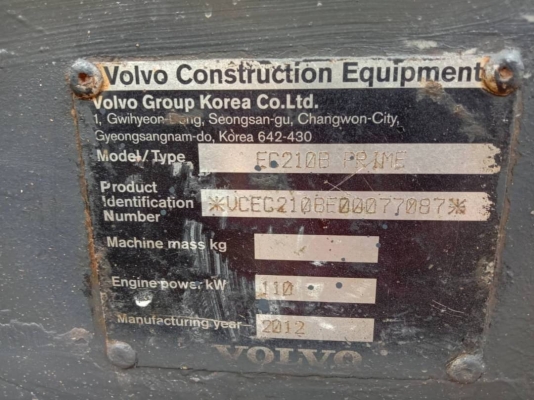 Volvo Construction Equipment
Volvo Group Korea Co.Ltd.
1, Gwihyeon-Dong, Seongsan-gu, Changwon-City,
Gyeongsangnam-do, Korea 642-430
Model/Type EC210B PRIME
Product
Identification *VCEC210BE00077087*
Number
Machine mass kg
Engine power kW 110
Manufacturing year 2012
VOLVO